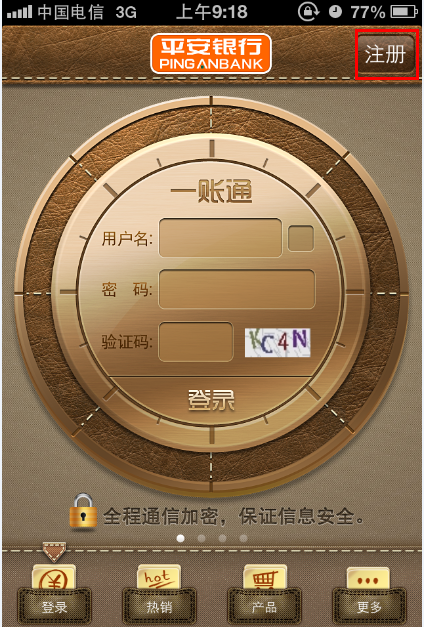 中国电信 3G 上午9:18 77%
平安银行
PINGANBANK
注册
一账通
用户名:
密 码:
验证码: KC4N
登录
全程通信加密，保证信息安全。
¥ hot
登录 热销 产品 更多